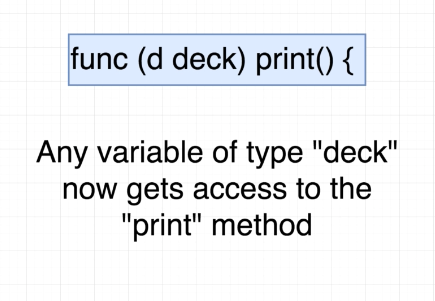 func (d deck) print() {
Any variable of type "deck"
now gets access to the
"print" method